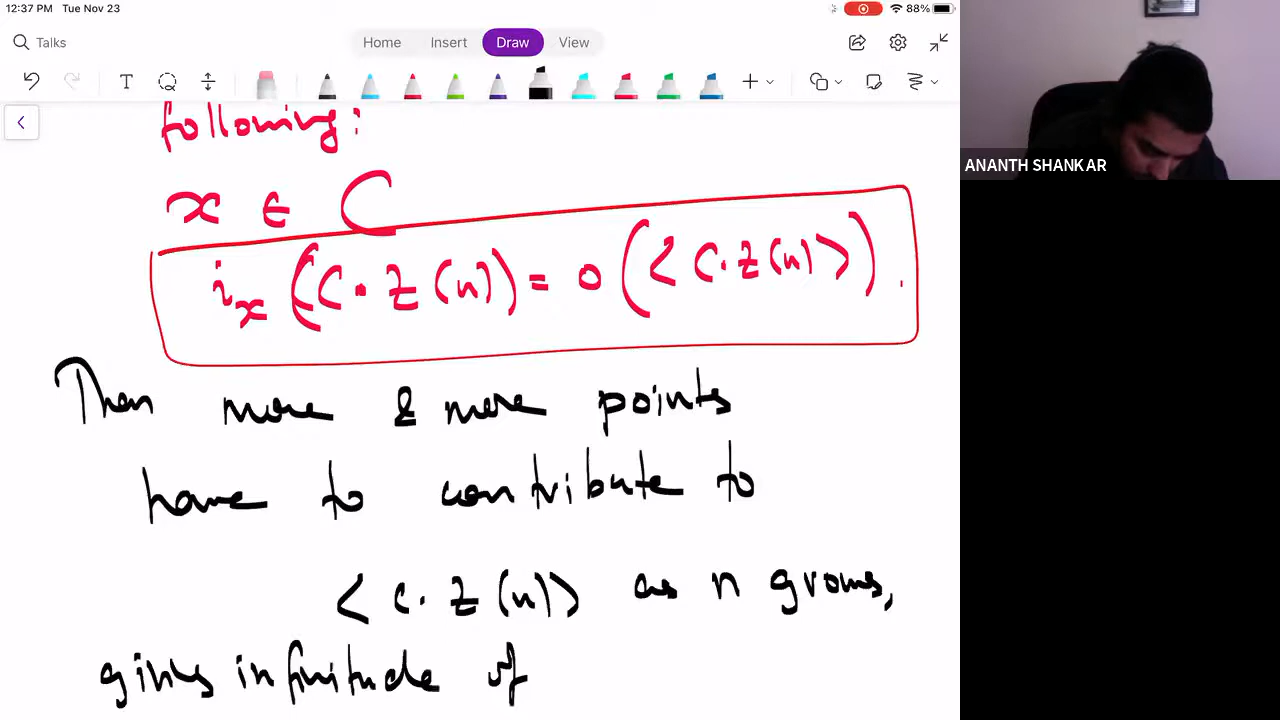 12:37 PM Tue Nov 23
88%
Talks
Home Insert Draw View
following:
x ∈ C
i_x (C · Z(n)) = o (<C·Z(n)>).
Then more & more points
have to contribute to
<C· Z(n)> as n grows,
gives infinitude of
ANANTH SHANKAR